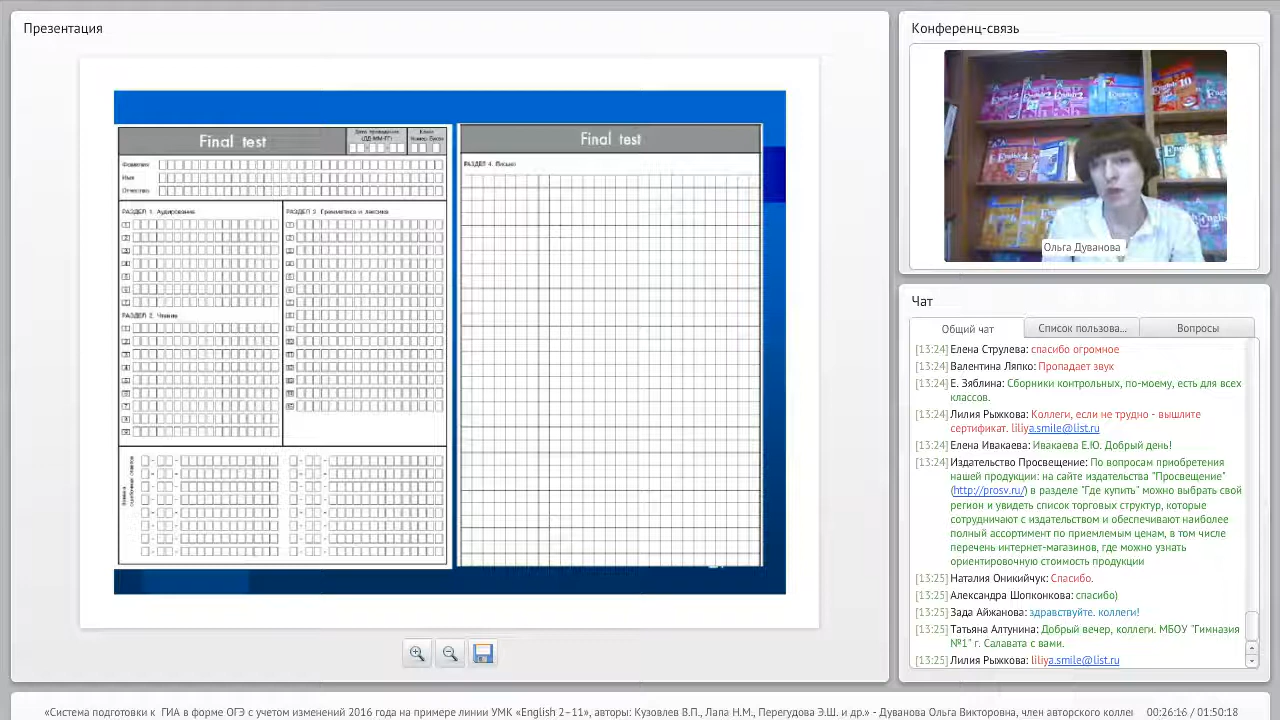 Презентация
Final test
Фамилия
Имя
Отчество
РАЗДЕЛ 1. Аудирование
РАЗДЕЛ 3. Грамматика и лексика
РАЗДЕЛ 2. Чтение
Final test
РАЗДЕЛ 4. Письмо
Конференц-связь
Ольга Дуванова
Чат
Общий чат
Список пользова...
Вопросы
[13:24] Елена Струлева: спасибо огромное
[13:24] Валентина Ляпко: Пропадает звук
[13:24] Е. Зяблина: Сборники контрольных, по-моему, есть для всех
классов.
[13:24] Лилия Рыжкова: Коллеги, если не трудно - вышлите
сертификат. liliya.smile@list.ru
[13:24] Елена Ивакаева: Ивакаева Е.Ю. Добрый день!
[13:24] Издательство Просвещение: По вопросам приобретения
нашей продукции: на сайте издательства "Просвещение"
(http://prosv.ru/) в разделе "Где купить" можно выбрать свой
регион и увидеть список торговых структур, которые
сотрудничают с издательством и обеспечивают наиболее
полный ассортимент по приемлемым ценам, в том числе
перечень интернет-магазинов, где можно узнать
ориентировочную стоимость продукции
[13:25] Наталия Оникийчук: Спасибо.
[13:25] Александра Шопконкова: спасибо)
[13:25] Зада Айжанова: здравствуйте. коллеги!
[13:25] Татьяна Алтунина: Добрый вечер, коллеги. МБОУ "Гимназия
№1" г. Салавата с вами.
[13:25] Лилия Рыжкова: liliya.smile@list.ru
«Система подготовки к ГИА в форме ОГЭ с учетом изменений 2016 года на примере линии УМК «English 2–11», авторы: Кузовлев В.П., Лапа Н.М., Перегудова Э.Ш. и др.» - Дуванова Ольга Викторовна, член авторского коллек
00:26:16 / 01:50:18